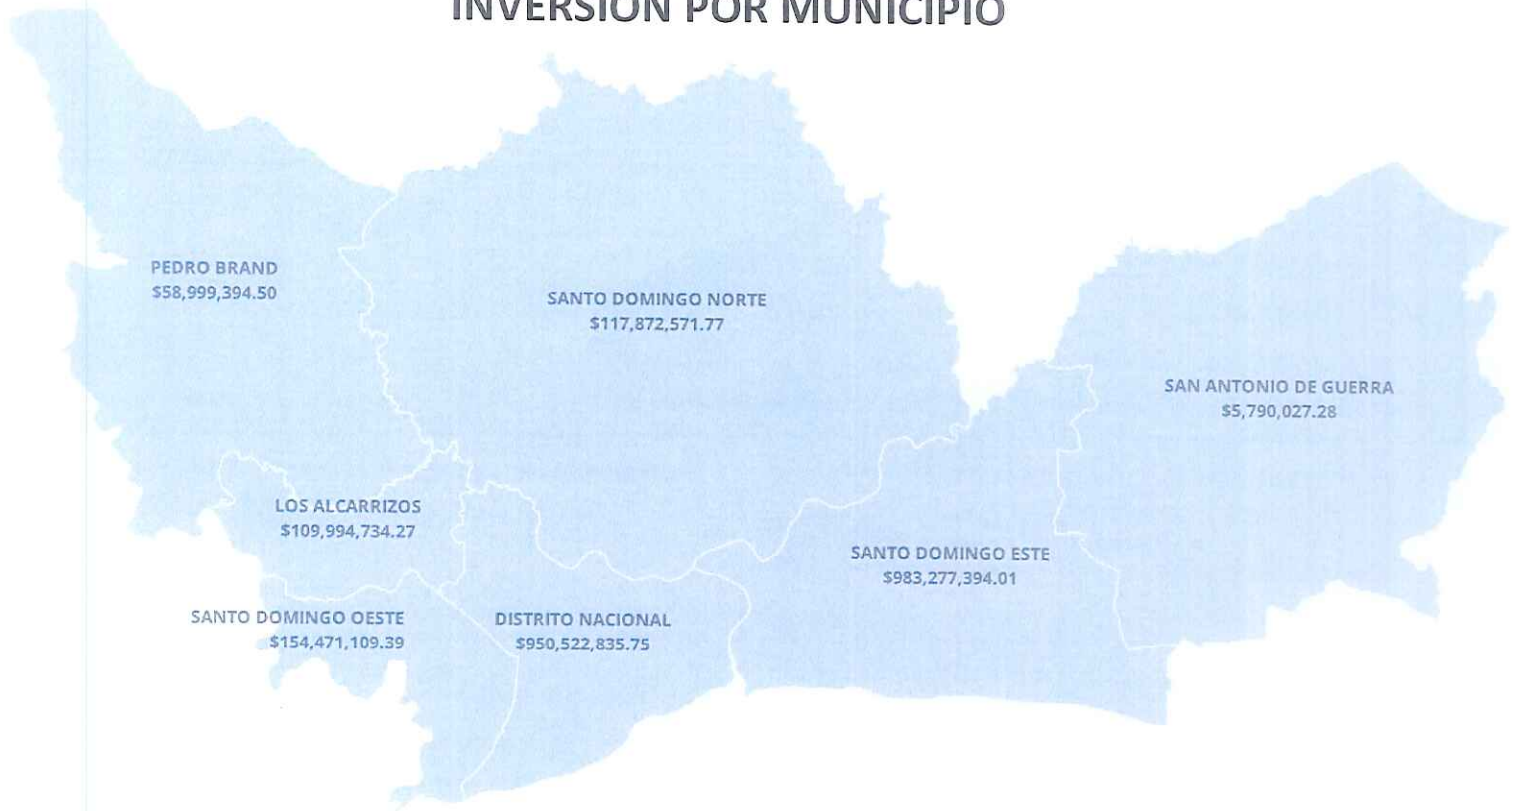 INVERSIÓN POR MUNICIPIO
PEDRO BRAND
$58,999,394.50
SANTO DOMINGO NORTE
$117,872,571.77
SAN ANTONIO DE GUERRA
$5,790,027.28
LOS ALCARRIZOS
$109,994,734.27
SANTO DOMINGO ESTE
$983,277,394.01
SANTO DOMINGO OESTE
$154,471,109.39
DISTRITO NACIONAL
$950,522,835.75